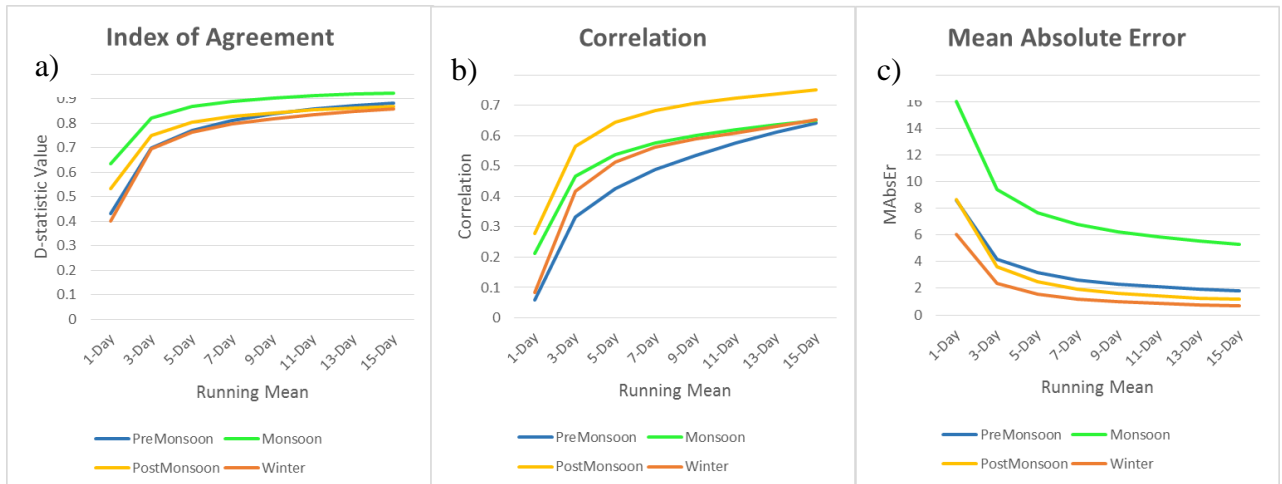 Index of Agreement
a)
D-statistic Value
0.9
0.8
0.7
0.6
0.5
0.4
0.3
0.2
0.1
0
1-Day
3-Day
5-Day
7-Day
9-Day
11-Day
13-Day
15-Day
Running Mean
PreMonsoon
Monsoon
PostMonsoon
Winter
Correlation
b)
Correlation
0.7
0.6
0.5
0.4
0.3
0.2
0.1
0
1-Day
3-Day
5-Day
7-Day
9-Day
11-Day
13-Day
15-Day
Running Mean
PreMonsoon
Monsoon
PostMonsoon
Winter
Mean Absolute Error
c)
MAbsEr
16
14
12
10
8
6
4
2
0
1-Day
3-Day
5-Day
7-Day
9-Day
11-Day
13-Day
15-Day
Running Mean
PreMonsoon
Monsoon
PostMonsoon
Winter